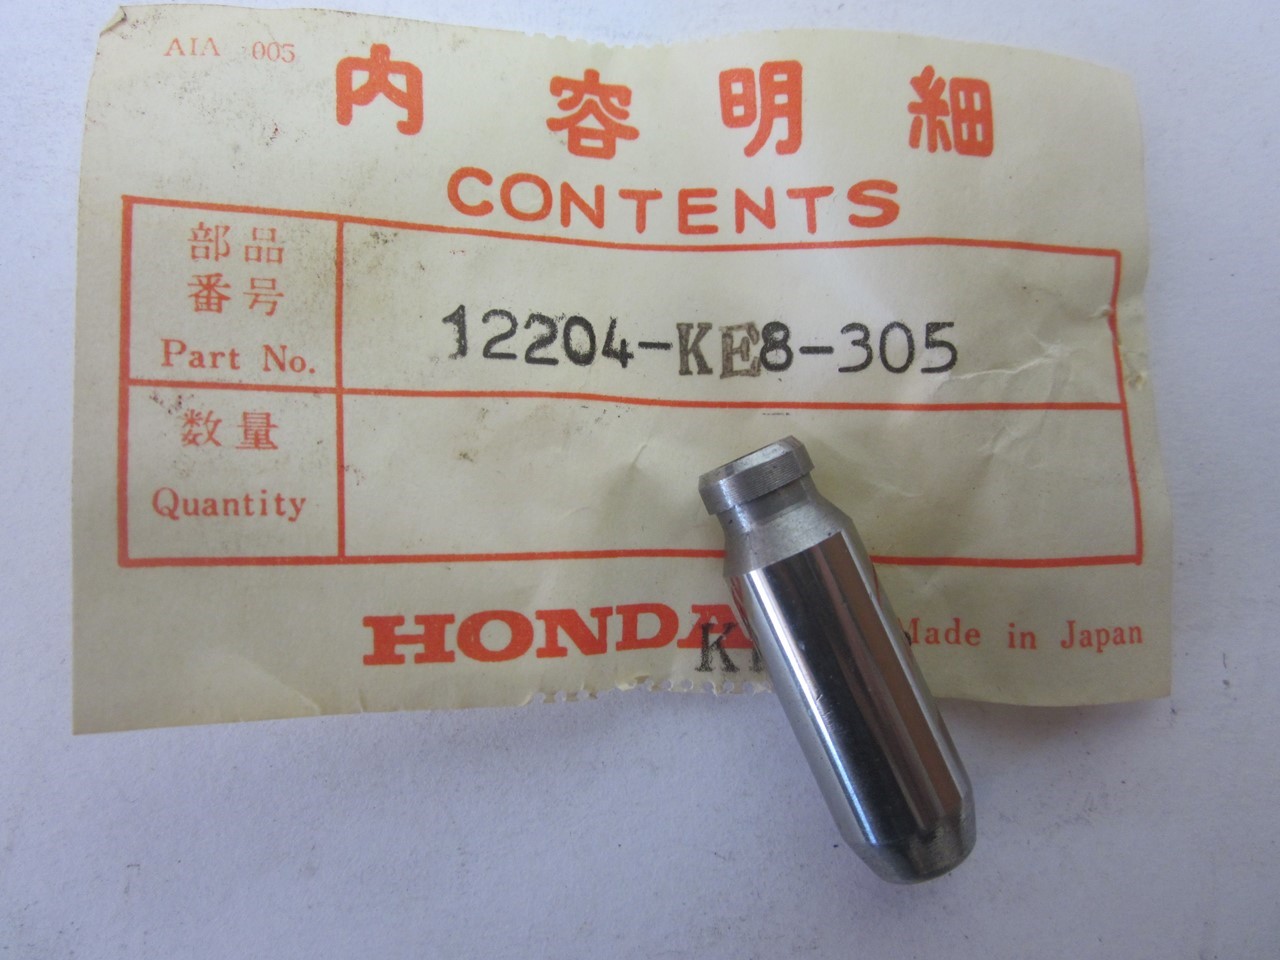 AIA 005
内容明細
CONTENTS
部品
番号
Part No.
12204-KE8-305
数量
Quantity
HONDA
Made in Japan